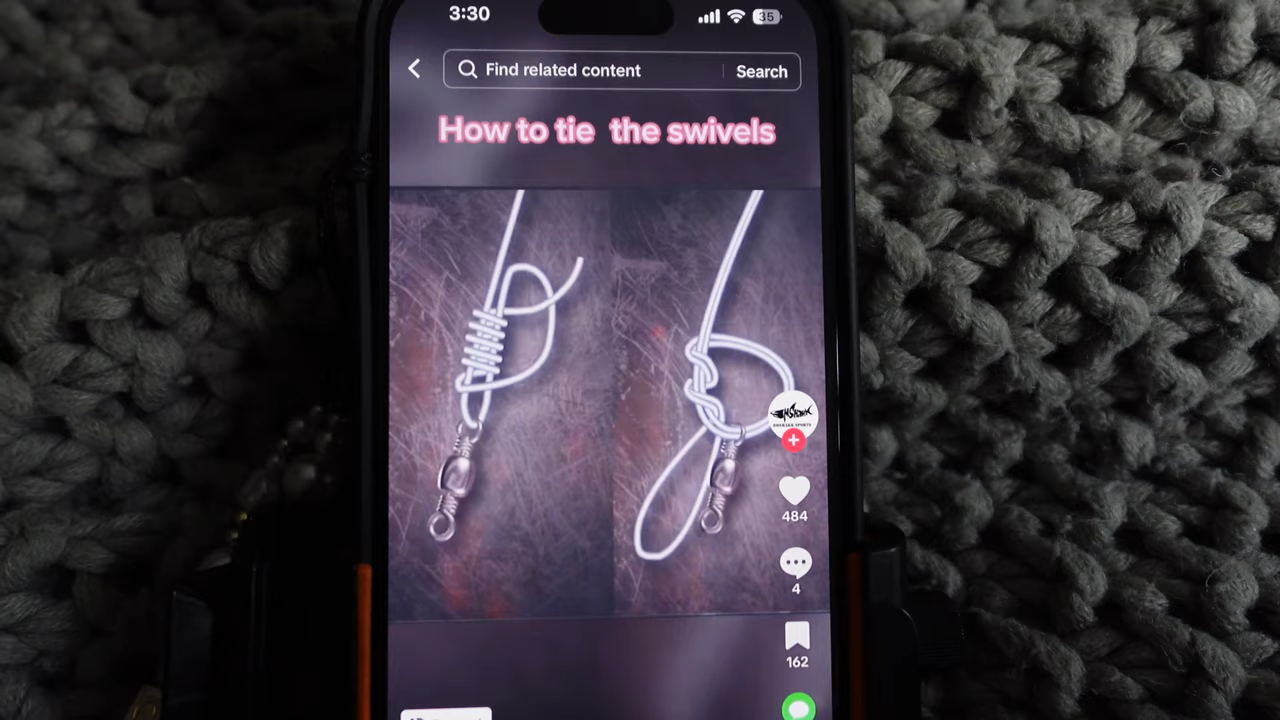 3:30
35
Find related content
Search
How to tie the swivels
484
4
162